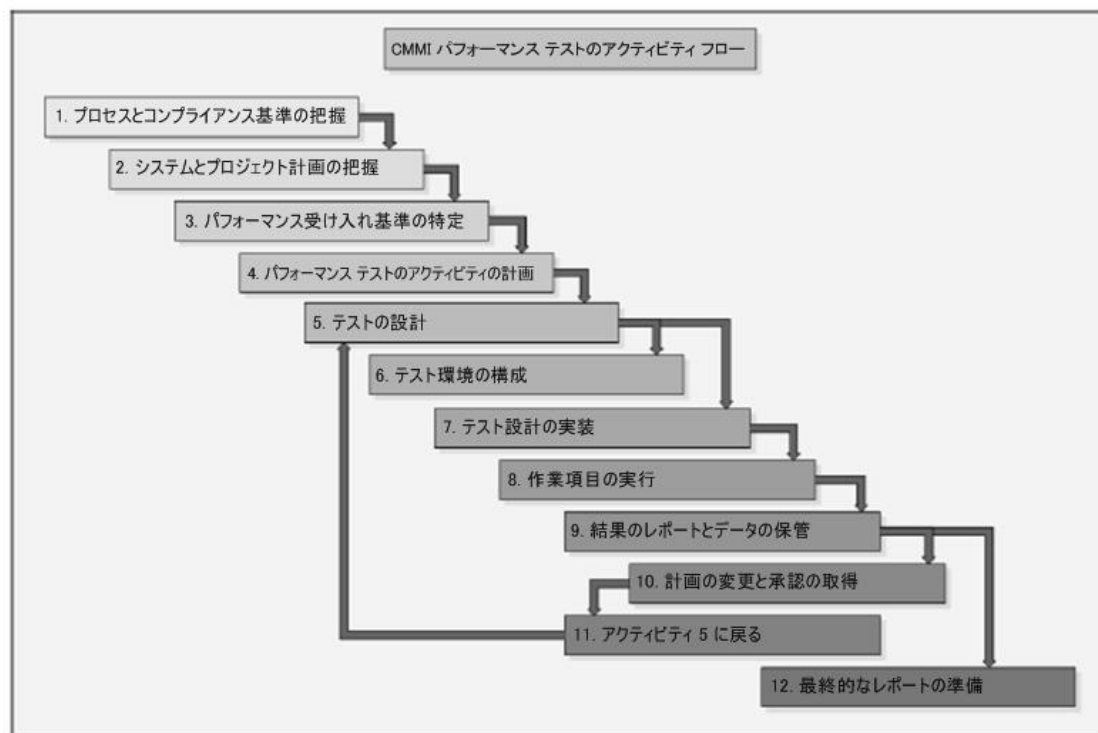 CMMI パフォーマンス テストのアクティビティ フロー
1. プロセスとコンプライアンス基準の把握
2. システムとプロジェクト計画の把握
3. パフォーマンス受け入れ基準の特定
4. パフォーマンス テストのアクティビティの計画
5. テストの設計
6. テスト環境の構成
7. テスト設計の実装
8. 作業項目の実行
9. 結果のレポートとデータの保管
10. 計画の変更と承認の取得
11. アクティビティ 5 に戻る
12. 最終的なレポートの準備